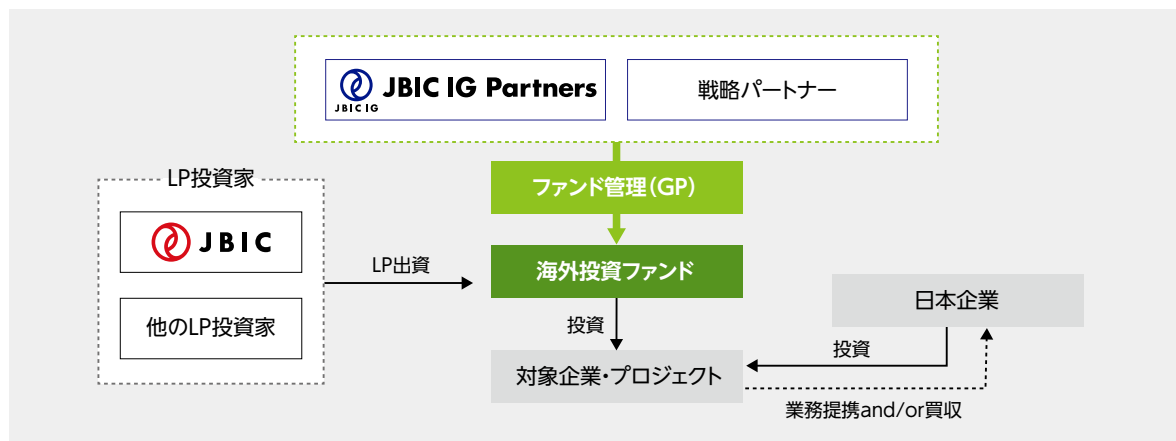 JBIC IG
JBIC IG Partners
戦略パートナー
ファンド管理（GP）
LP投資家
JBIC
他のLP投資家
LP出資
海外投資ファンド
投資
対象企業・プロジェクト
日本企業
投資
業務提携and/or買収